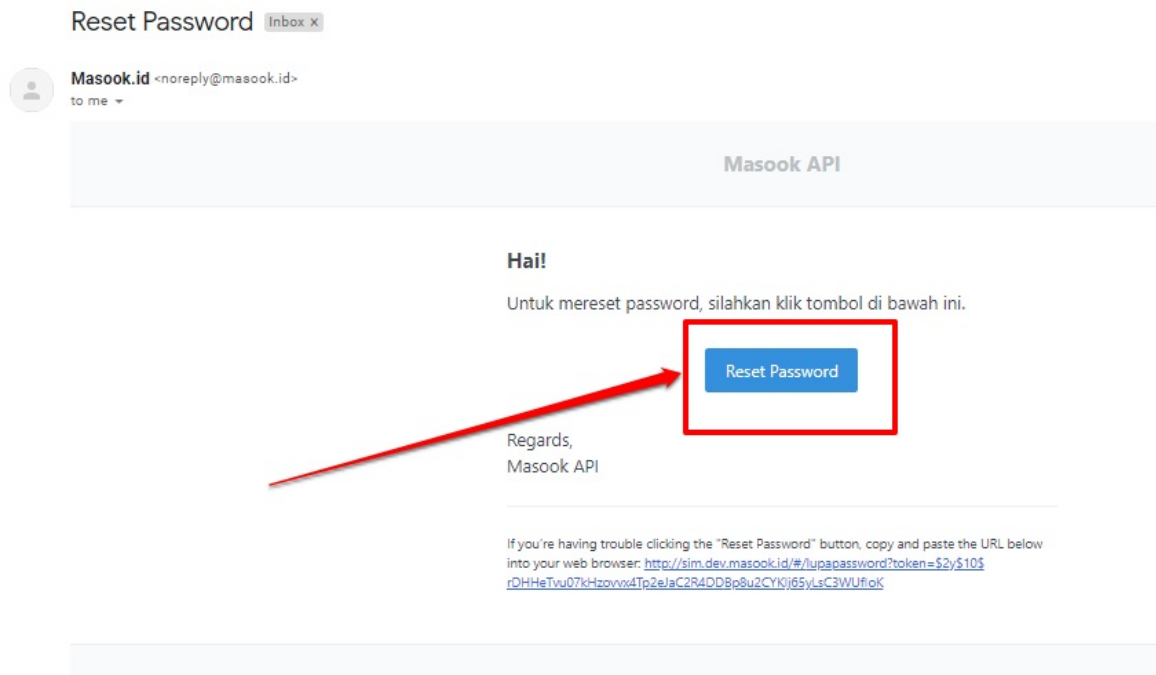 Reset Password Inbox x
Masook.id <noreply@masook.id>
to me
Masook API
Hai!
Untuk mereset password, silahkan klik tombol di bawah ini.
Reset Password
Regards,
Masook API
If you're having trouble clicking the "Reset Password" button, copy and paste the URL below
into your web browser: http://sim.dev.masook.id/#/lupapassword?token=$2y$10$
rDHHeTvu07kHzovvx4Tp2eJaC2R4DDBp8u2CYKlj65yLsC3WUfloK